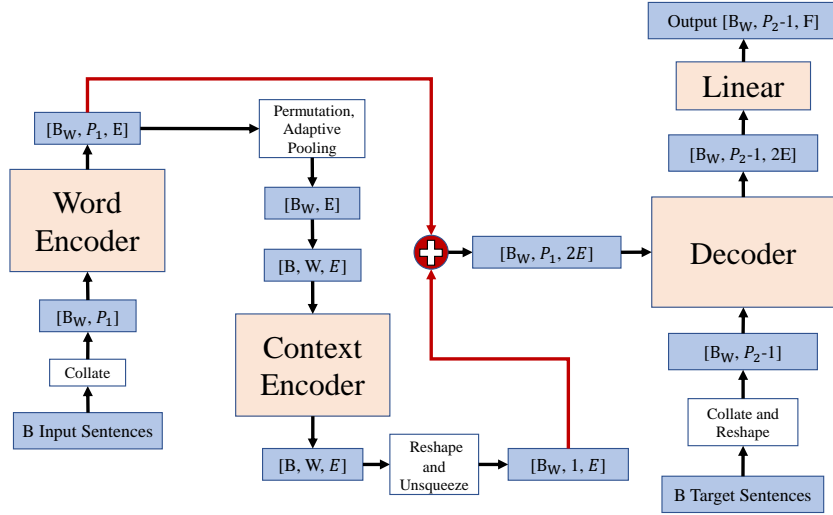 Output [B_W, P_2-1, F]
Linear
[B_W, P_1, E]
Permutation,
Adaptive
Pooling
[B_W, P_2-1, 2E]
Word
Encoder
[B_W, E]
Decoder
[B, W, E]
[B_W, P_1, 2E]
[B_W, P_1]
Context
Encoder
[B_W, P_2-1]
Collate
Collate and
Reshape
B Input Sentences
[B, W, E]
Reshape
and
Unsqueeze
[B_W, 1, E]
B Target Sentences